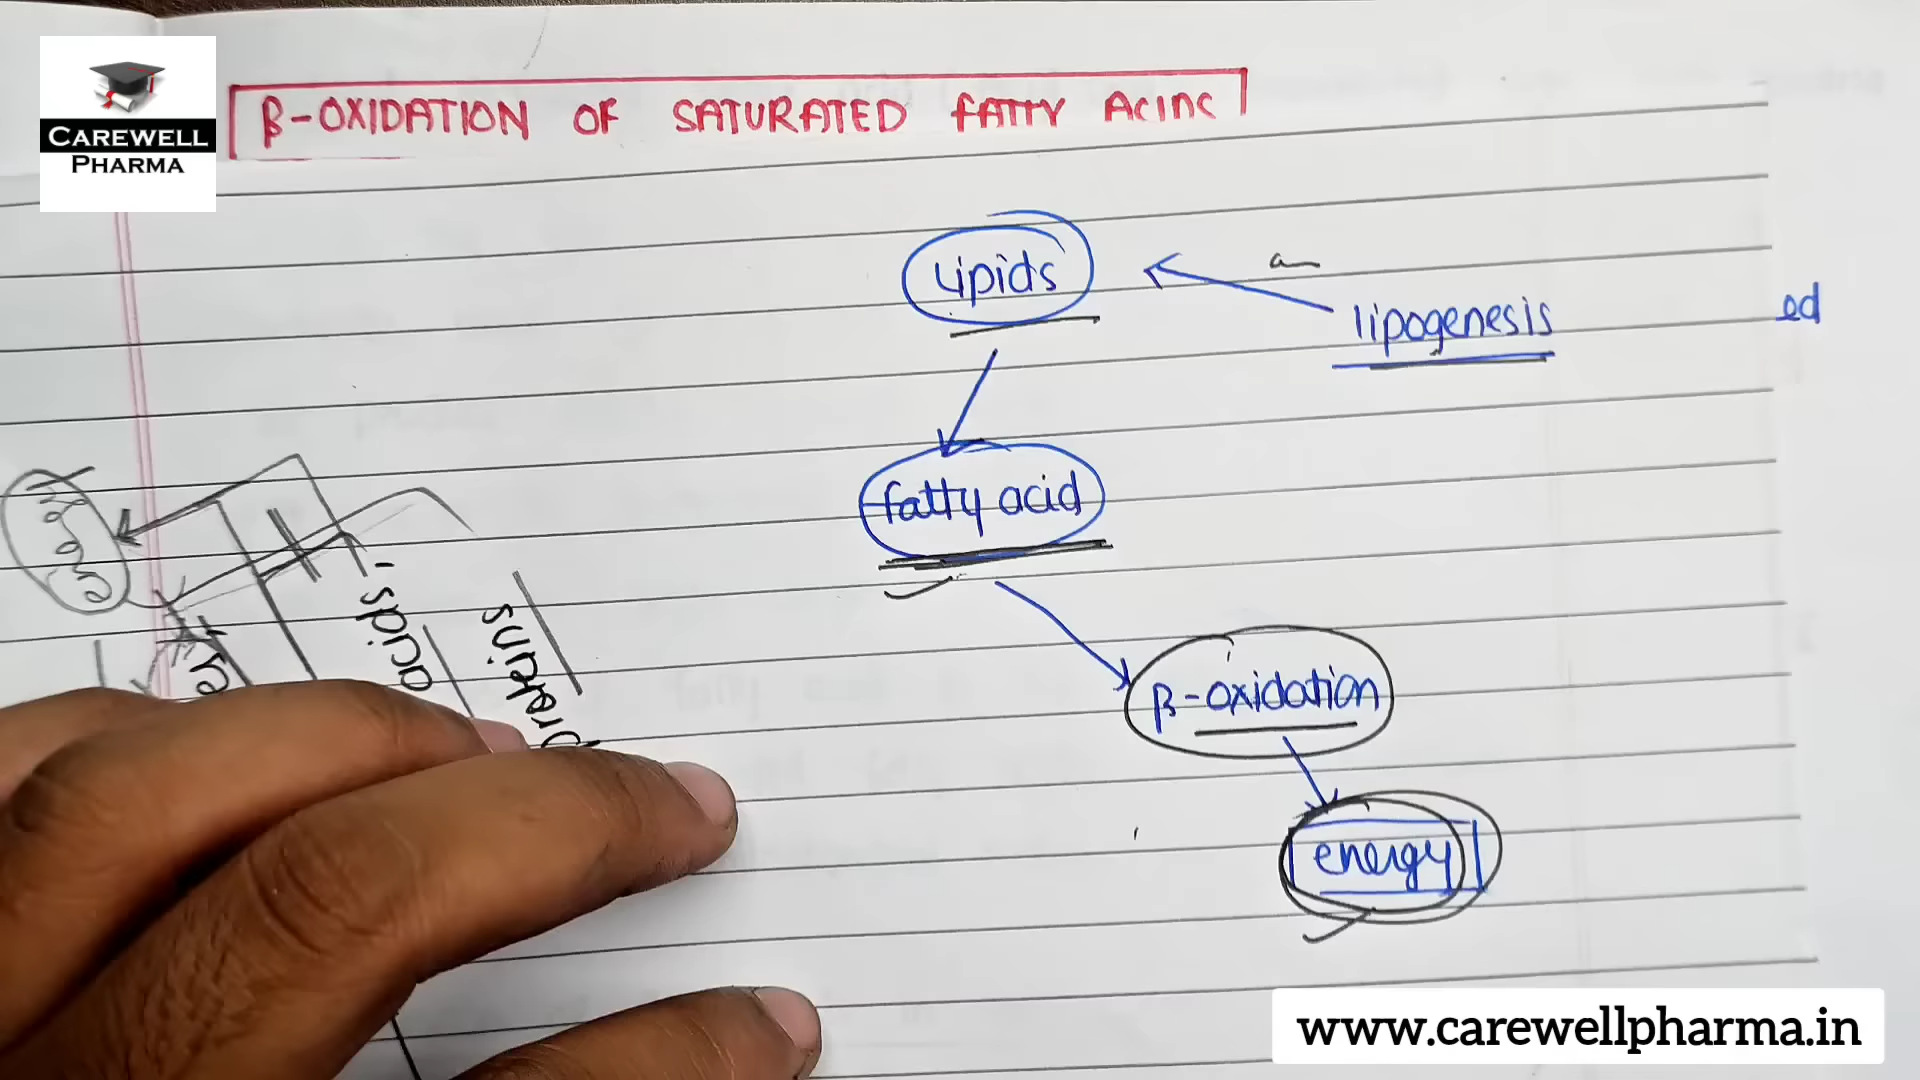 CAREWELL
PHARMA
β-OXIDATION OF SATURATED FATTY ACIDS
Lipids
lipogenesis
ed
fatty acid
β-oxidation
energy
acids
proteins
www.carewellpharma.in